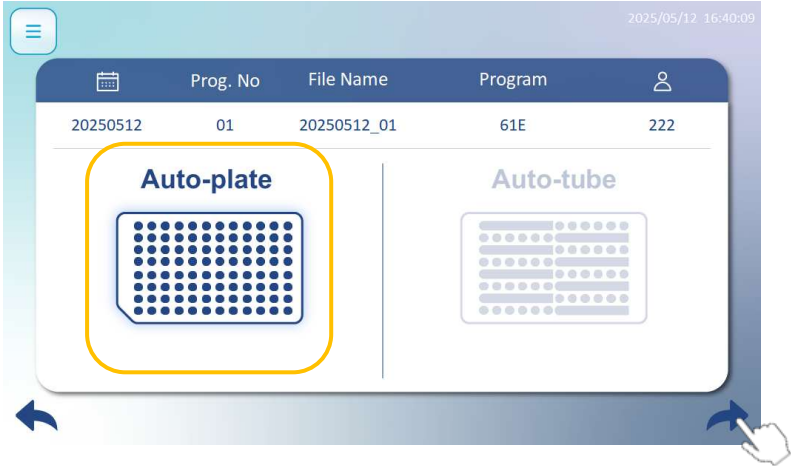 2025/05/12 16:40:09
Prog. No File Name Program
20250512 01 20250512_01 61E 222
Auto-plate Auto-tube